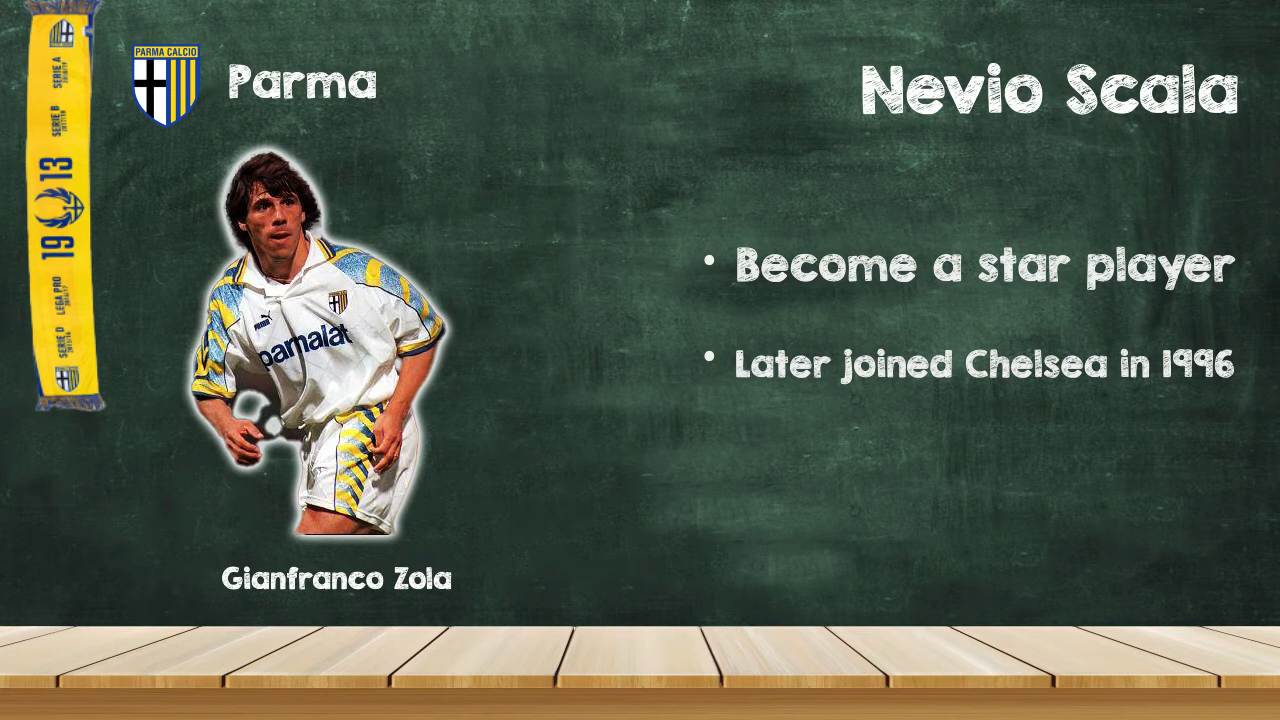 PARMA CALCIO
Parma
Nevio Scala
SERIE A
SERIE B
19 13
LEGA PRO
SERIE D
Become a star player
Later joined Chelsea in 1996
PUMA
parmalat
Gianfranco Zola